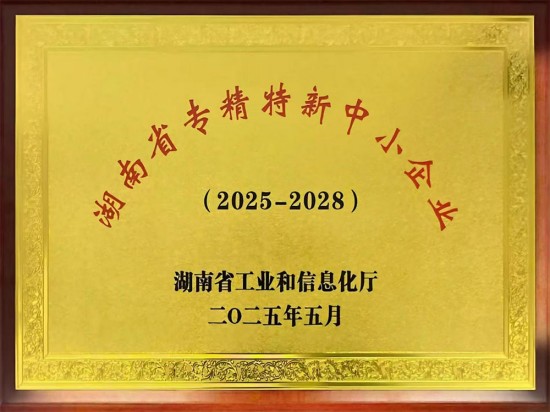 湖南省专精特新中小企业
（2025-2028）
湖南省工业和信息化厅
二〇二五年五月